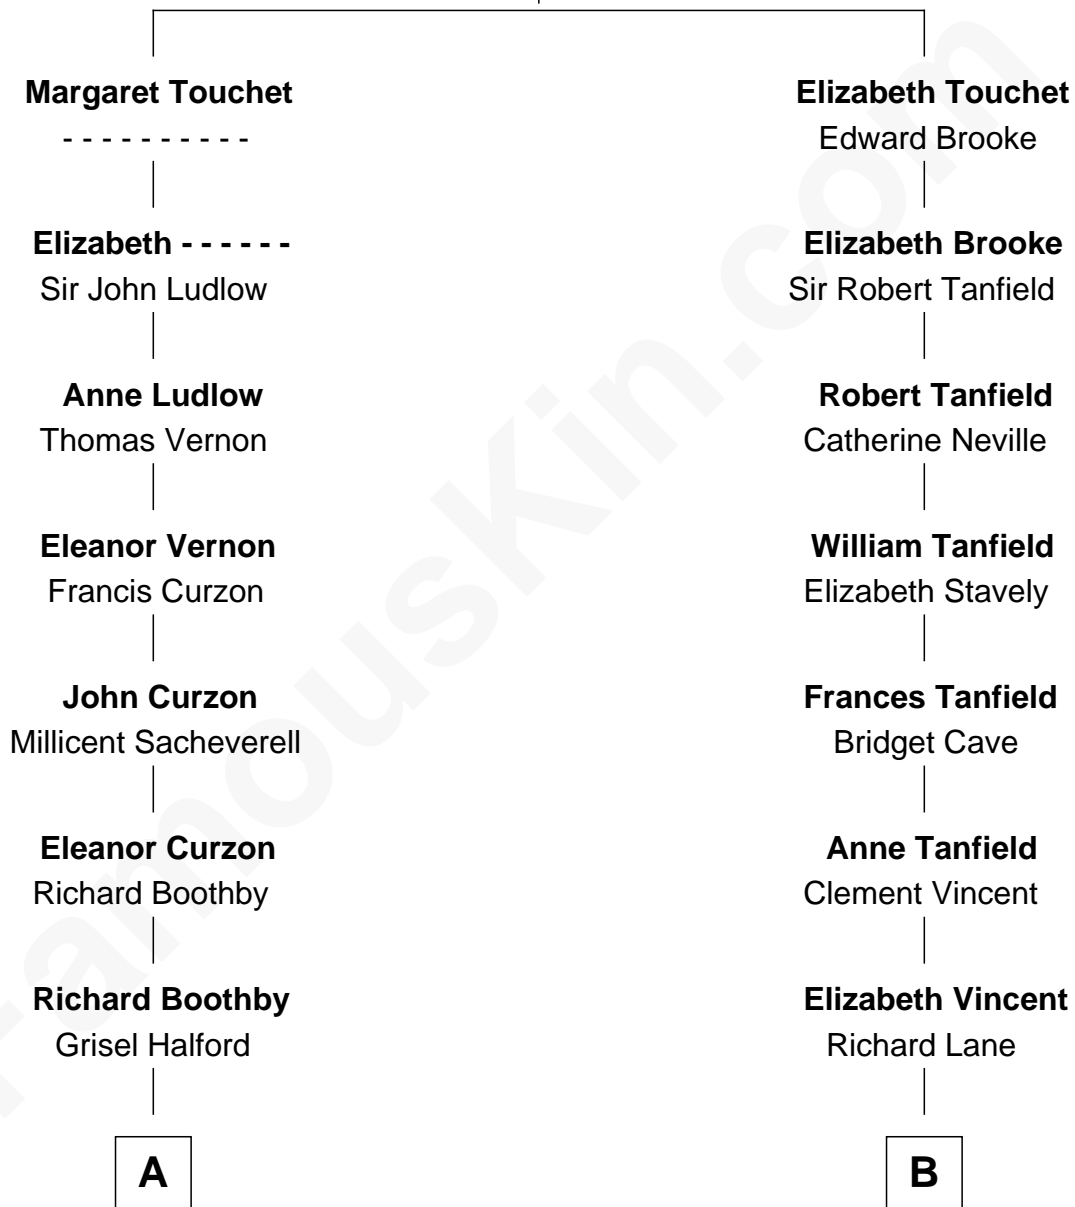 Margaret Touchet
- - - - - - - - - -
Elizabeth - - - - - -
Sir John Ludlow
Anne Ludlow
Thomas Vernon
Eleanor Vernon
Francis Curzon
John Curzon
Millicent Sacheverell
Eleanor Curzon
Richard Boothby
Richard Boothby
Grisel Halford
A
Elizabeth Touchet
Edward Brooke
Elizabeth Brooke
Sir Robert Tanfield
Robert Tanfield
Catherine Neville
William Tanfield
Elizabeth Stavely
Frances Tanfield
Bridget Cave
Anne Tanfield
Clement Vincent
Elizabeth Vincent
Richard Lane
B
FamousKin.com